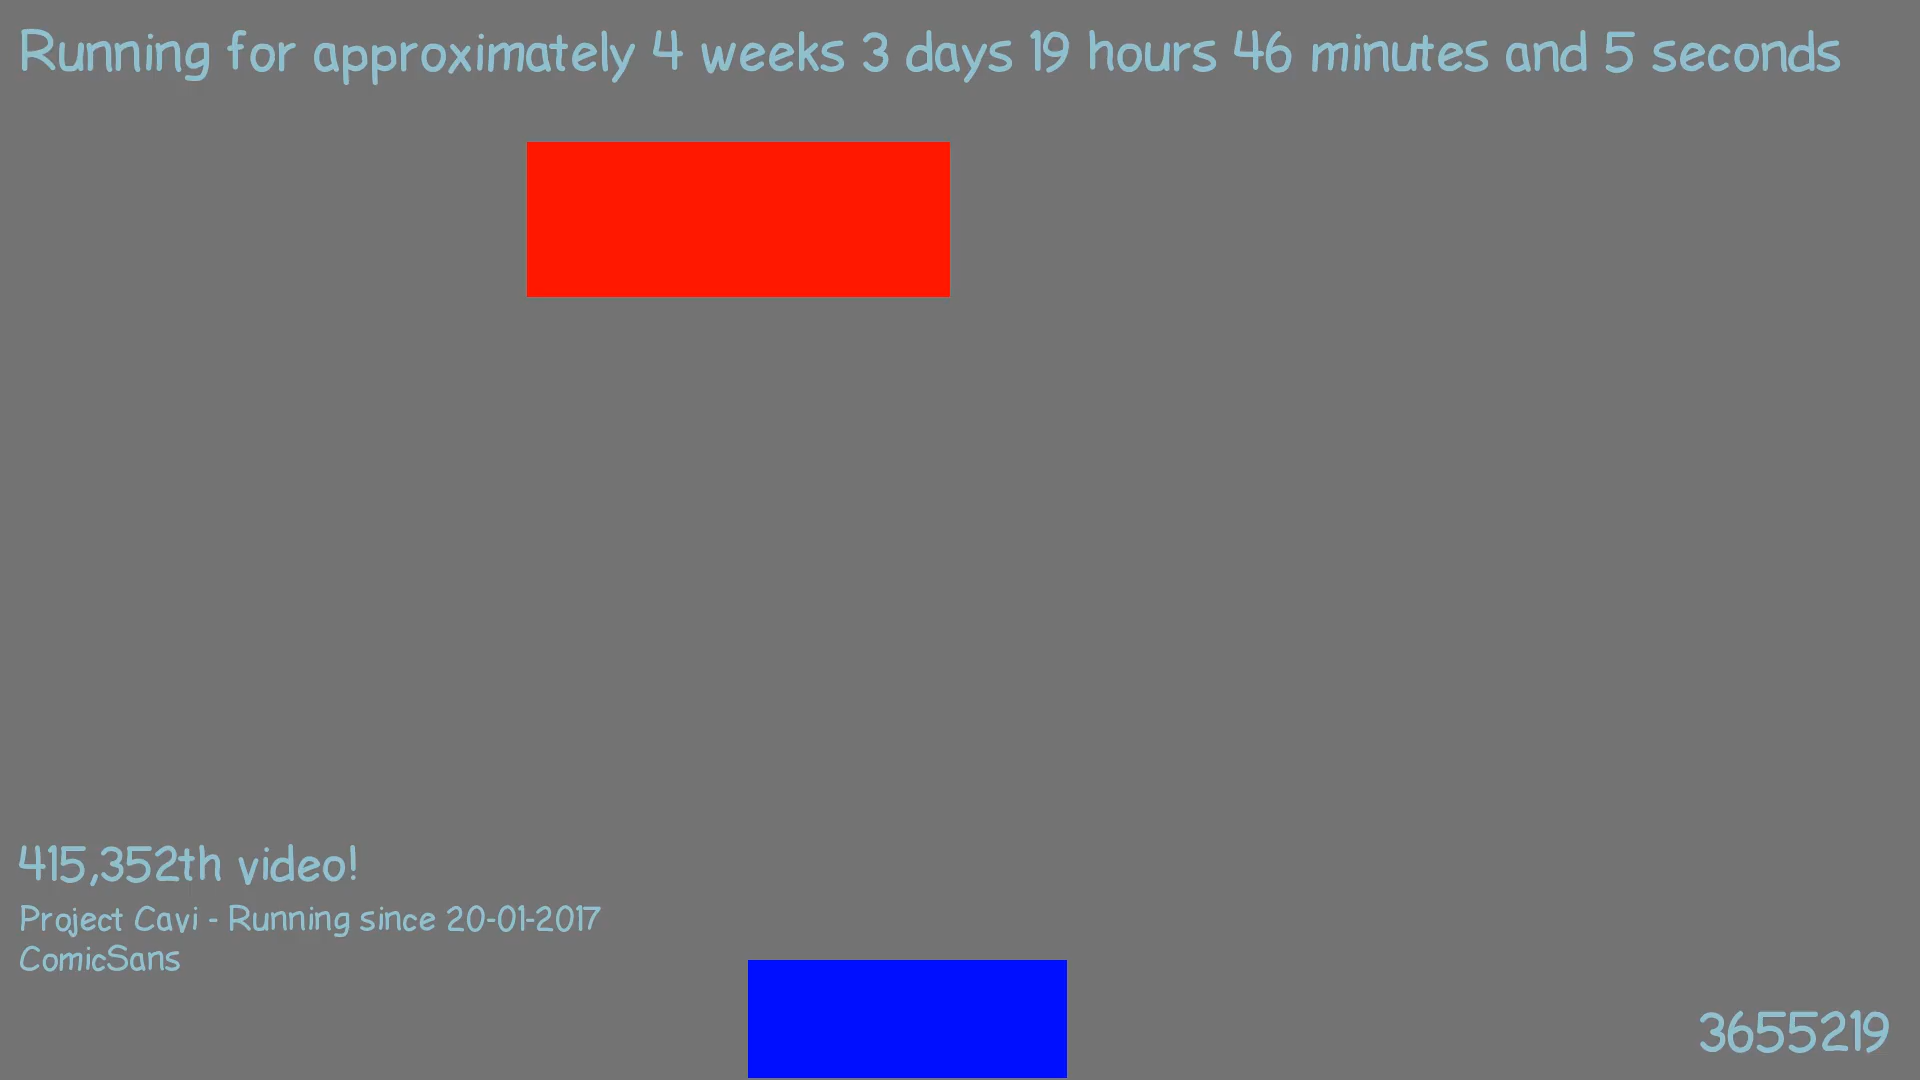 Running for approximately 4 weeks 3 days 19 hours 46 minutes and 5 seconds
415,352th video!
Project Cavi - Running since 20-01-2017
ComicSans
3655219